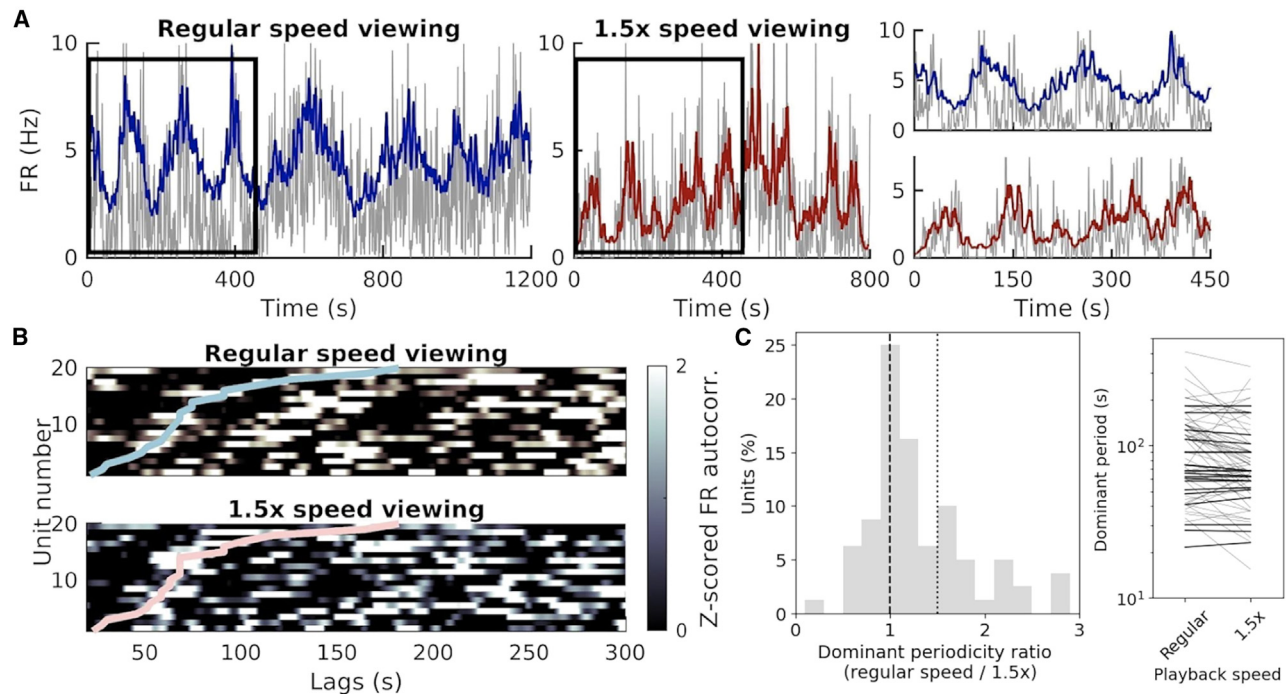 A
Regular speed viewing
1.5x speed viewing
FR (Hz)
10
5
0
0
400
800
1200
Time (s)
10
5
0
0
400
800
Time (s)
10
5
0
5
0
0
150
300
450
Time (s)
B
Regular speed viewing
20
10
Unit number
1.5x speed viewing
20
10
50
100
150
200
250
300
Lags (s)
2
0
Z-scored FR autocorr.
C
25
20
15
10
5
0
Units (%)
0
1
2
3
Dominant periodicity ratio
(regular speed / 1.5x)
Dominant period (s)
10²
10¹
Regular
1.5x
Playback speed